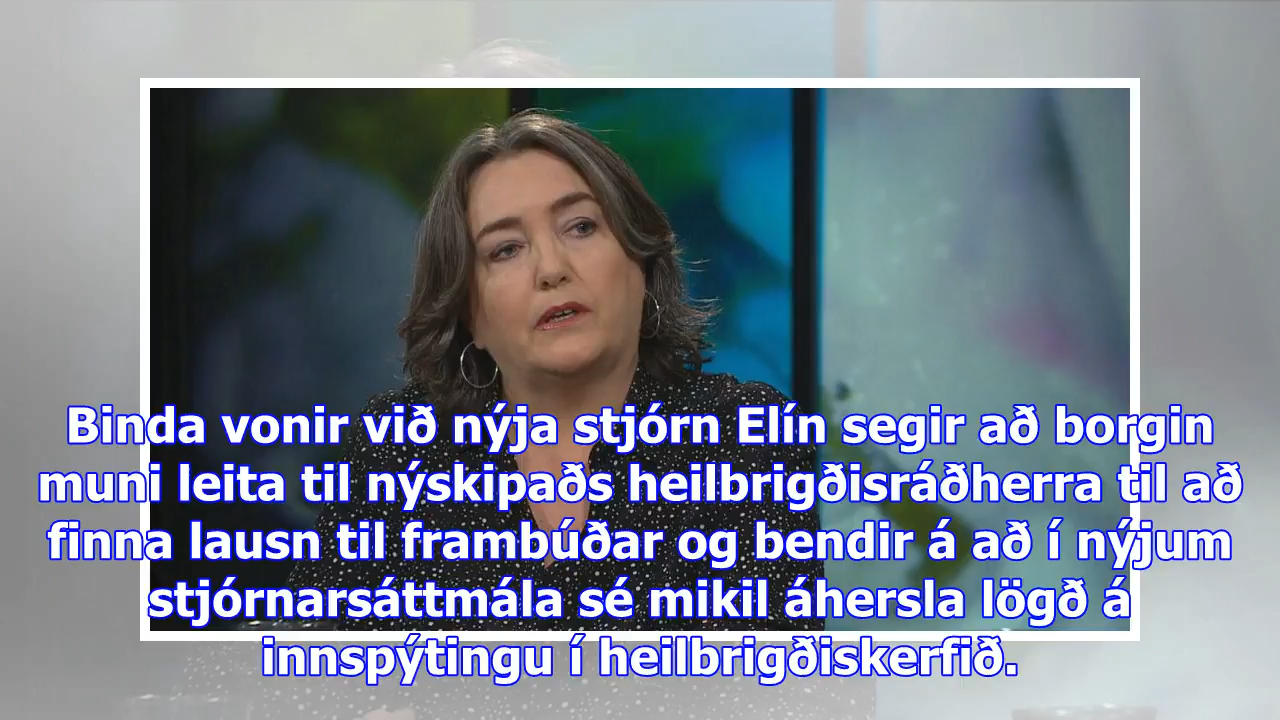 Binda vonir við nýja stjórn Elín segir að borgin
muni leita til nýskipaðs heilbrigðisráðherra til að
finna lausn til frambúðar og bendir á að í nýjum
stjórnarsáttmála sé mikil áhersla lögð á
innspýtingu í heilbrigðiskerfið.